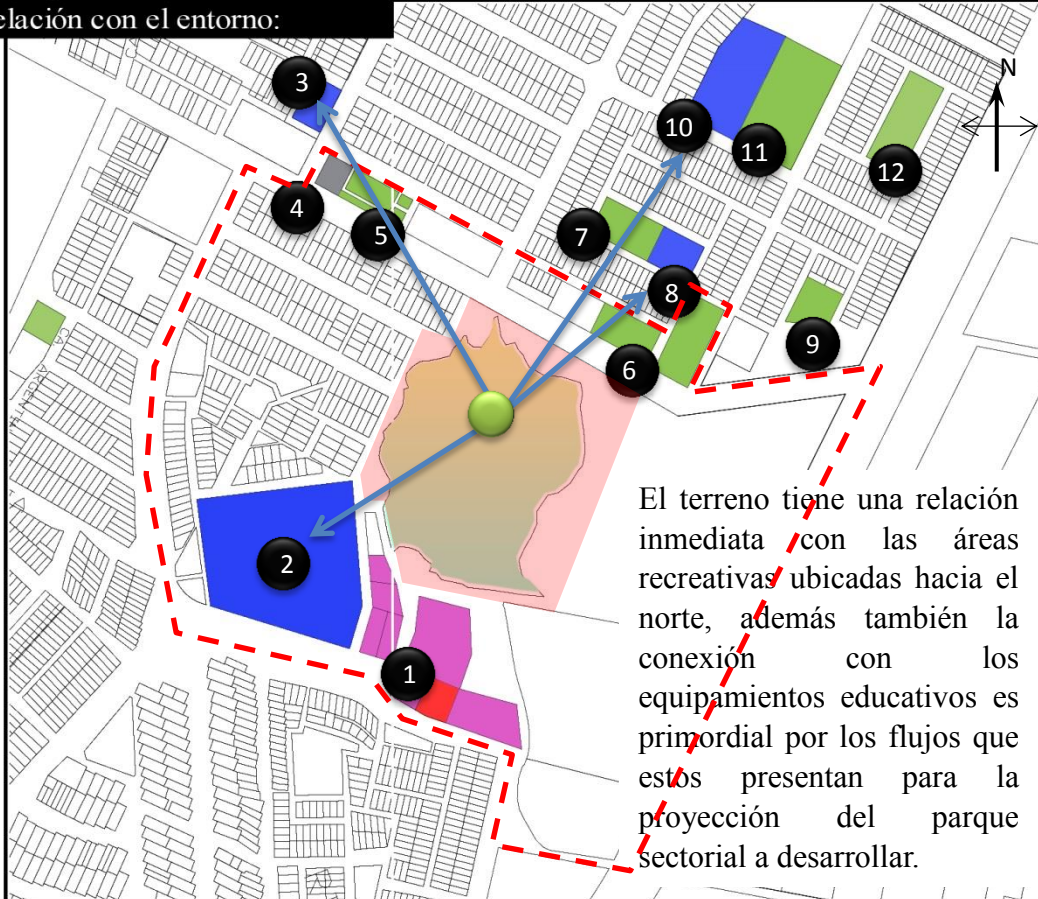 elación con el entorno:
N
3
10
11
12
4
5
7
8
9
6
2
1
CA
ARGENTI
El terreno tiene una relación
inmediata con las áreas
recreativas ubicadas hacia el
norte, además también la
conexión con los
equipamientos educativos es
primordial por los flujos que
estos presentan para la
proyección del parque
sectorial a desarrollar.